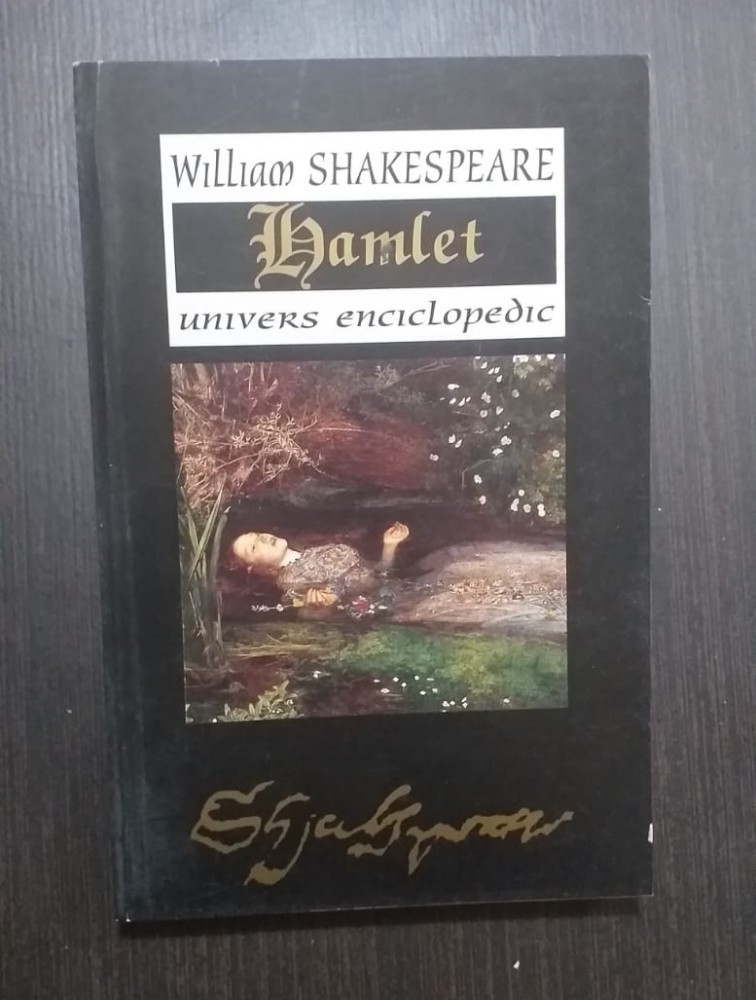 William SHAKESPEARE
Hamlet
univers enciclopedic